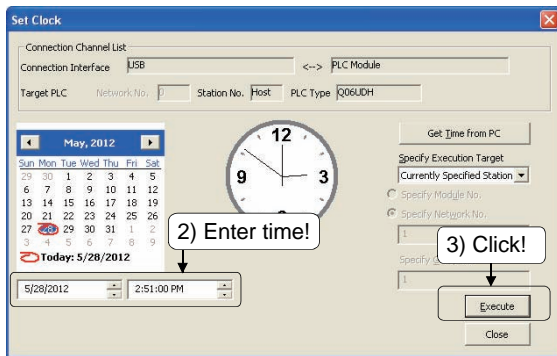 Set Clock
Connection Channel List
Connection Interface USB <--> PLC Module
Target PLC Network No. 0 Station No. Host PLC Type Q06UDH
May, 2012
Sun Mon Tue Wed Thu Fri Sat
29 30 1 2 3 4 5
6 7 8 9 10 11 12
13 14 15 16 17 18 19
20 21 22 23 24 25 26
27 28 29 30 31 1 2
3 4 5 6 7 8 9
Today: 5/28/2012
5/28/2012 2:51:00 PM
12
9 3
2) Enter time!
Get Time from PC
Specify Execution Target
Currently Specified Station
Specify Module No.
Specify Network No.
1
3) Click!
Specify
1
Execute
Close